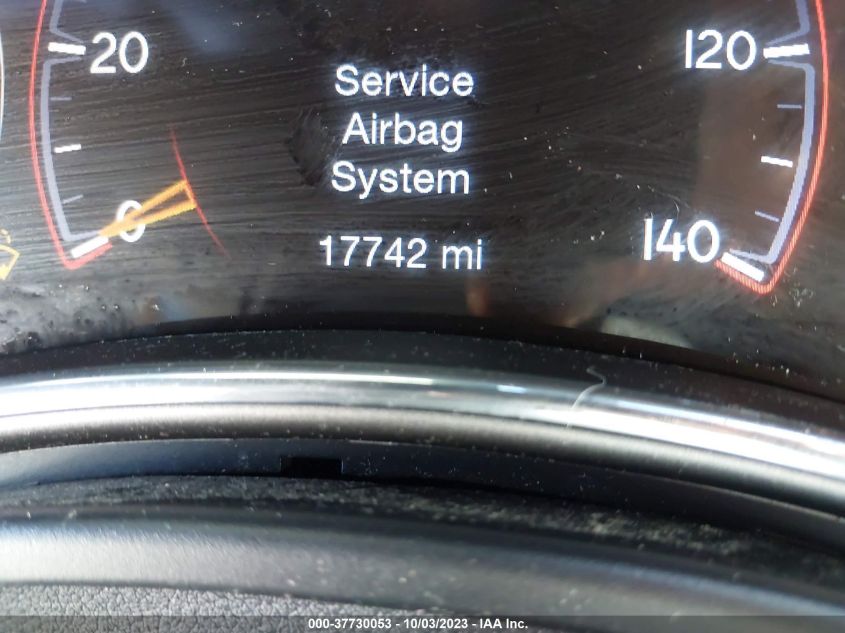 20
120
Service
Airbag
System
0
140
17742 mi
000-37730053 - 10/03/2023 - IAA Inc.